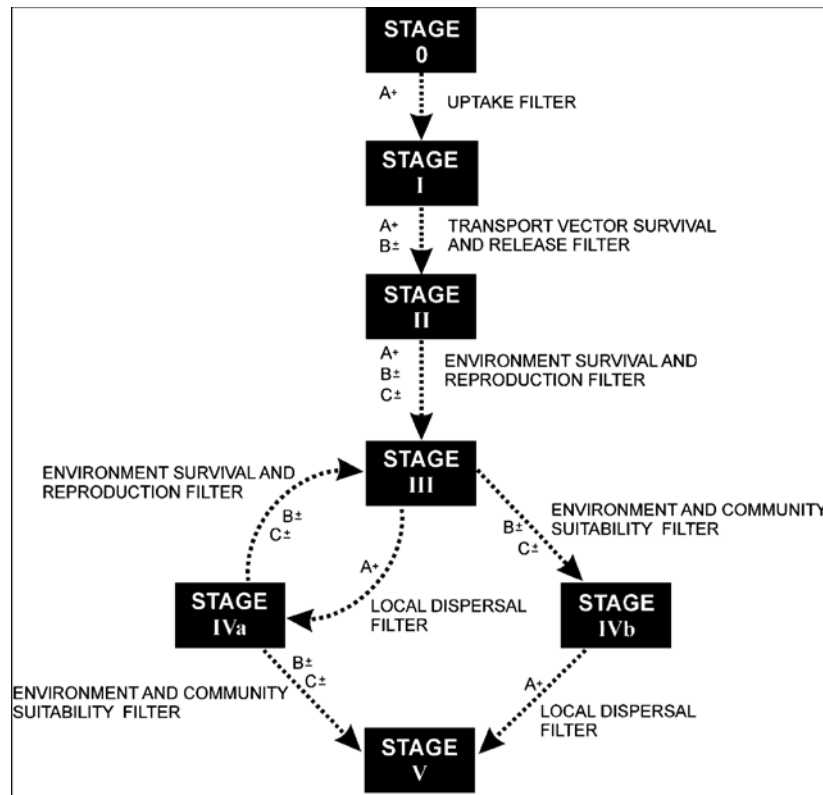 STAGE
0
A+
UPTAKE FILTER
STAGE
I
A+
B±
TRANSPORT VECTOR SURVIVAL
AND RELEASE FILTER
STAGE
II
A+
B±
C±
ENVIRONMENT SURVIVAL AND
REPRODUCTION FILTER
STAGE
III
ENVIRONMENT SURVIVAL AND
REPRODUCTION FILTER
B±
C±
A+
LOCAL DISPERSAL
FILTER
B±
C±
ENVIRONMENT AND COMMUNITY
SUITABILITY FILTER
STAGE
IVa
STAGE
IVb
B±
C±
ENVIRONMENT AND COMMUNITY
SUITABILITY FILTER
A+
LOCAL DISPERSAL
FILTER
STAGE
V